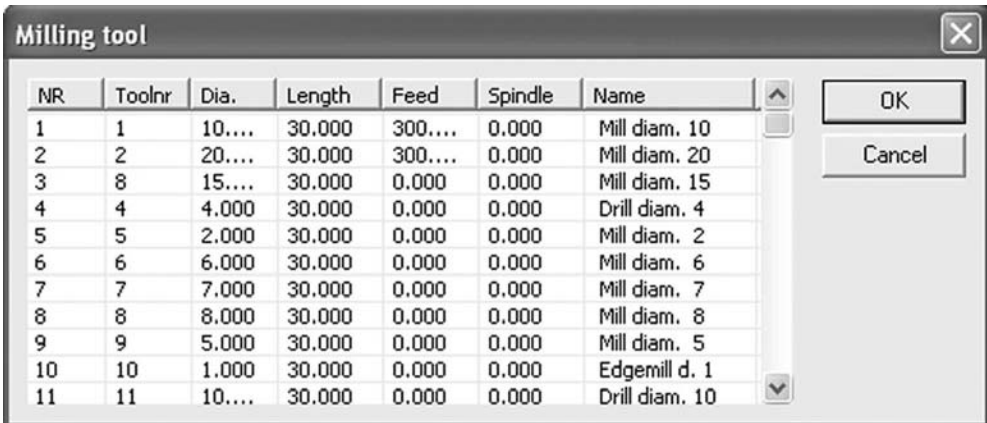 Milling tool
NR Toolnr Dia. Length Feed Spindle Name OK
1 1 10.... 30.000 300.... 0.000 Mill diam. 10
2 2 20.... 30.000 300.... 0.000 Mill diam. 20 Cancel
3 8 15.... 30.000 0.000 0.000 Mill diam. 15
4 4 4.000 30.000 0.000 0.000 Drill diam. 4
5 5 2.000 30.000 0.000 0.000 Mill diam. 2
6 6 6.000 30.000 0.000 0.000 Mill diam. 6
7 7 7.000 30.000 0.000 0.000 Mill diam. 7
8 8 8.000 30.000 0.000 0.000 Mill diam. 8
9 9 5.000 30.000 0.000 0.000 Mill diam. 5
10 10 1.000 30.000 0.000 0.000 Edgemill d. 1
11 11 10.... 30.000 0.000 0.000 Drill diam. 10